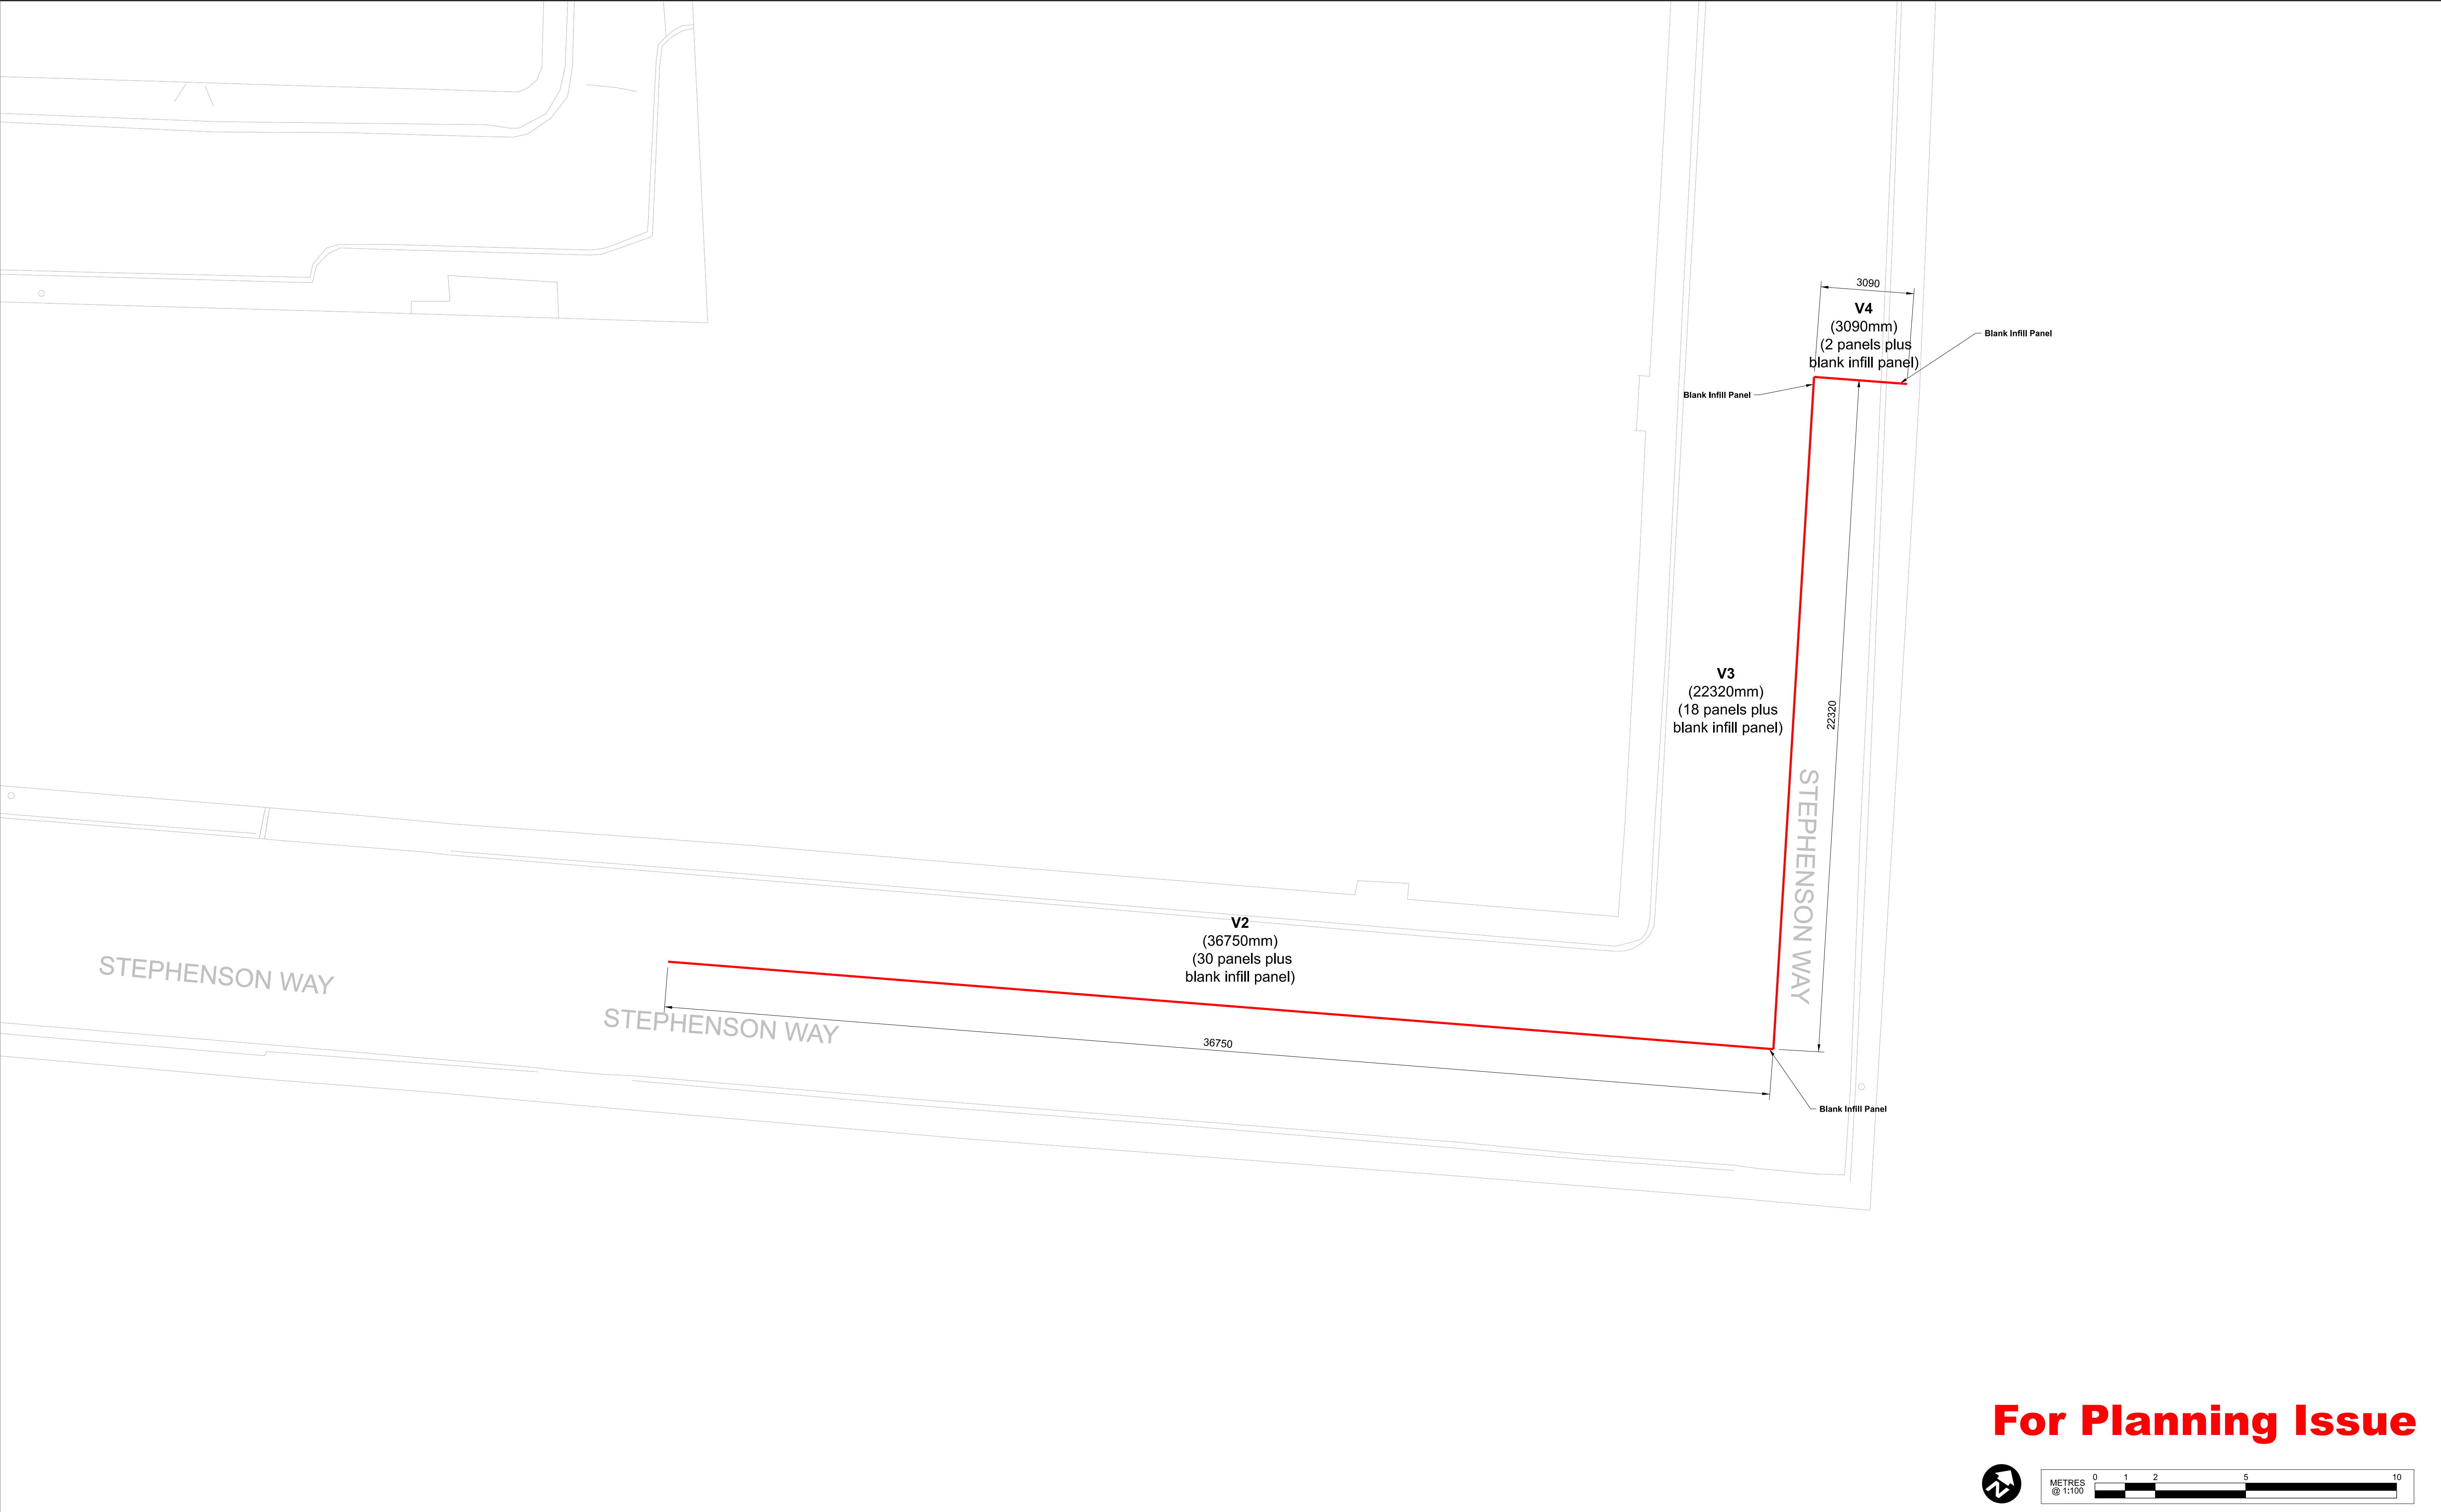 3090
V4
(3090mm)
(2 panels plus
blank infill panel)
Blank Infill Panel
Blank Infill Panel
V3
(22320mm)
(18 panels plus
blank infill panel)
22320
STEPHENSON WAY
V2
(36750mm)
(30 panels plus
blank infill panel)
STEPHENSON WAY
STEPHENSON WAY
36750
Blank Infill Panel
For Planning Issue
N
METRES
@ 1:100
0 1 2 5 10